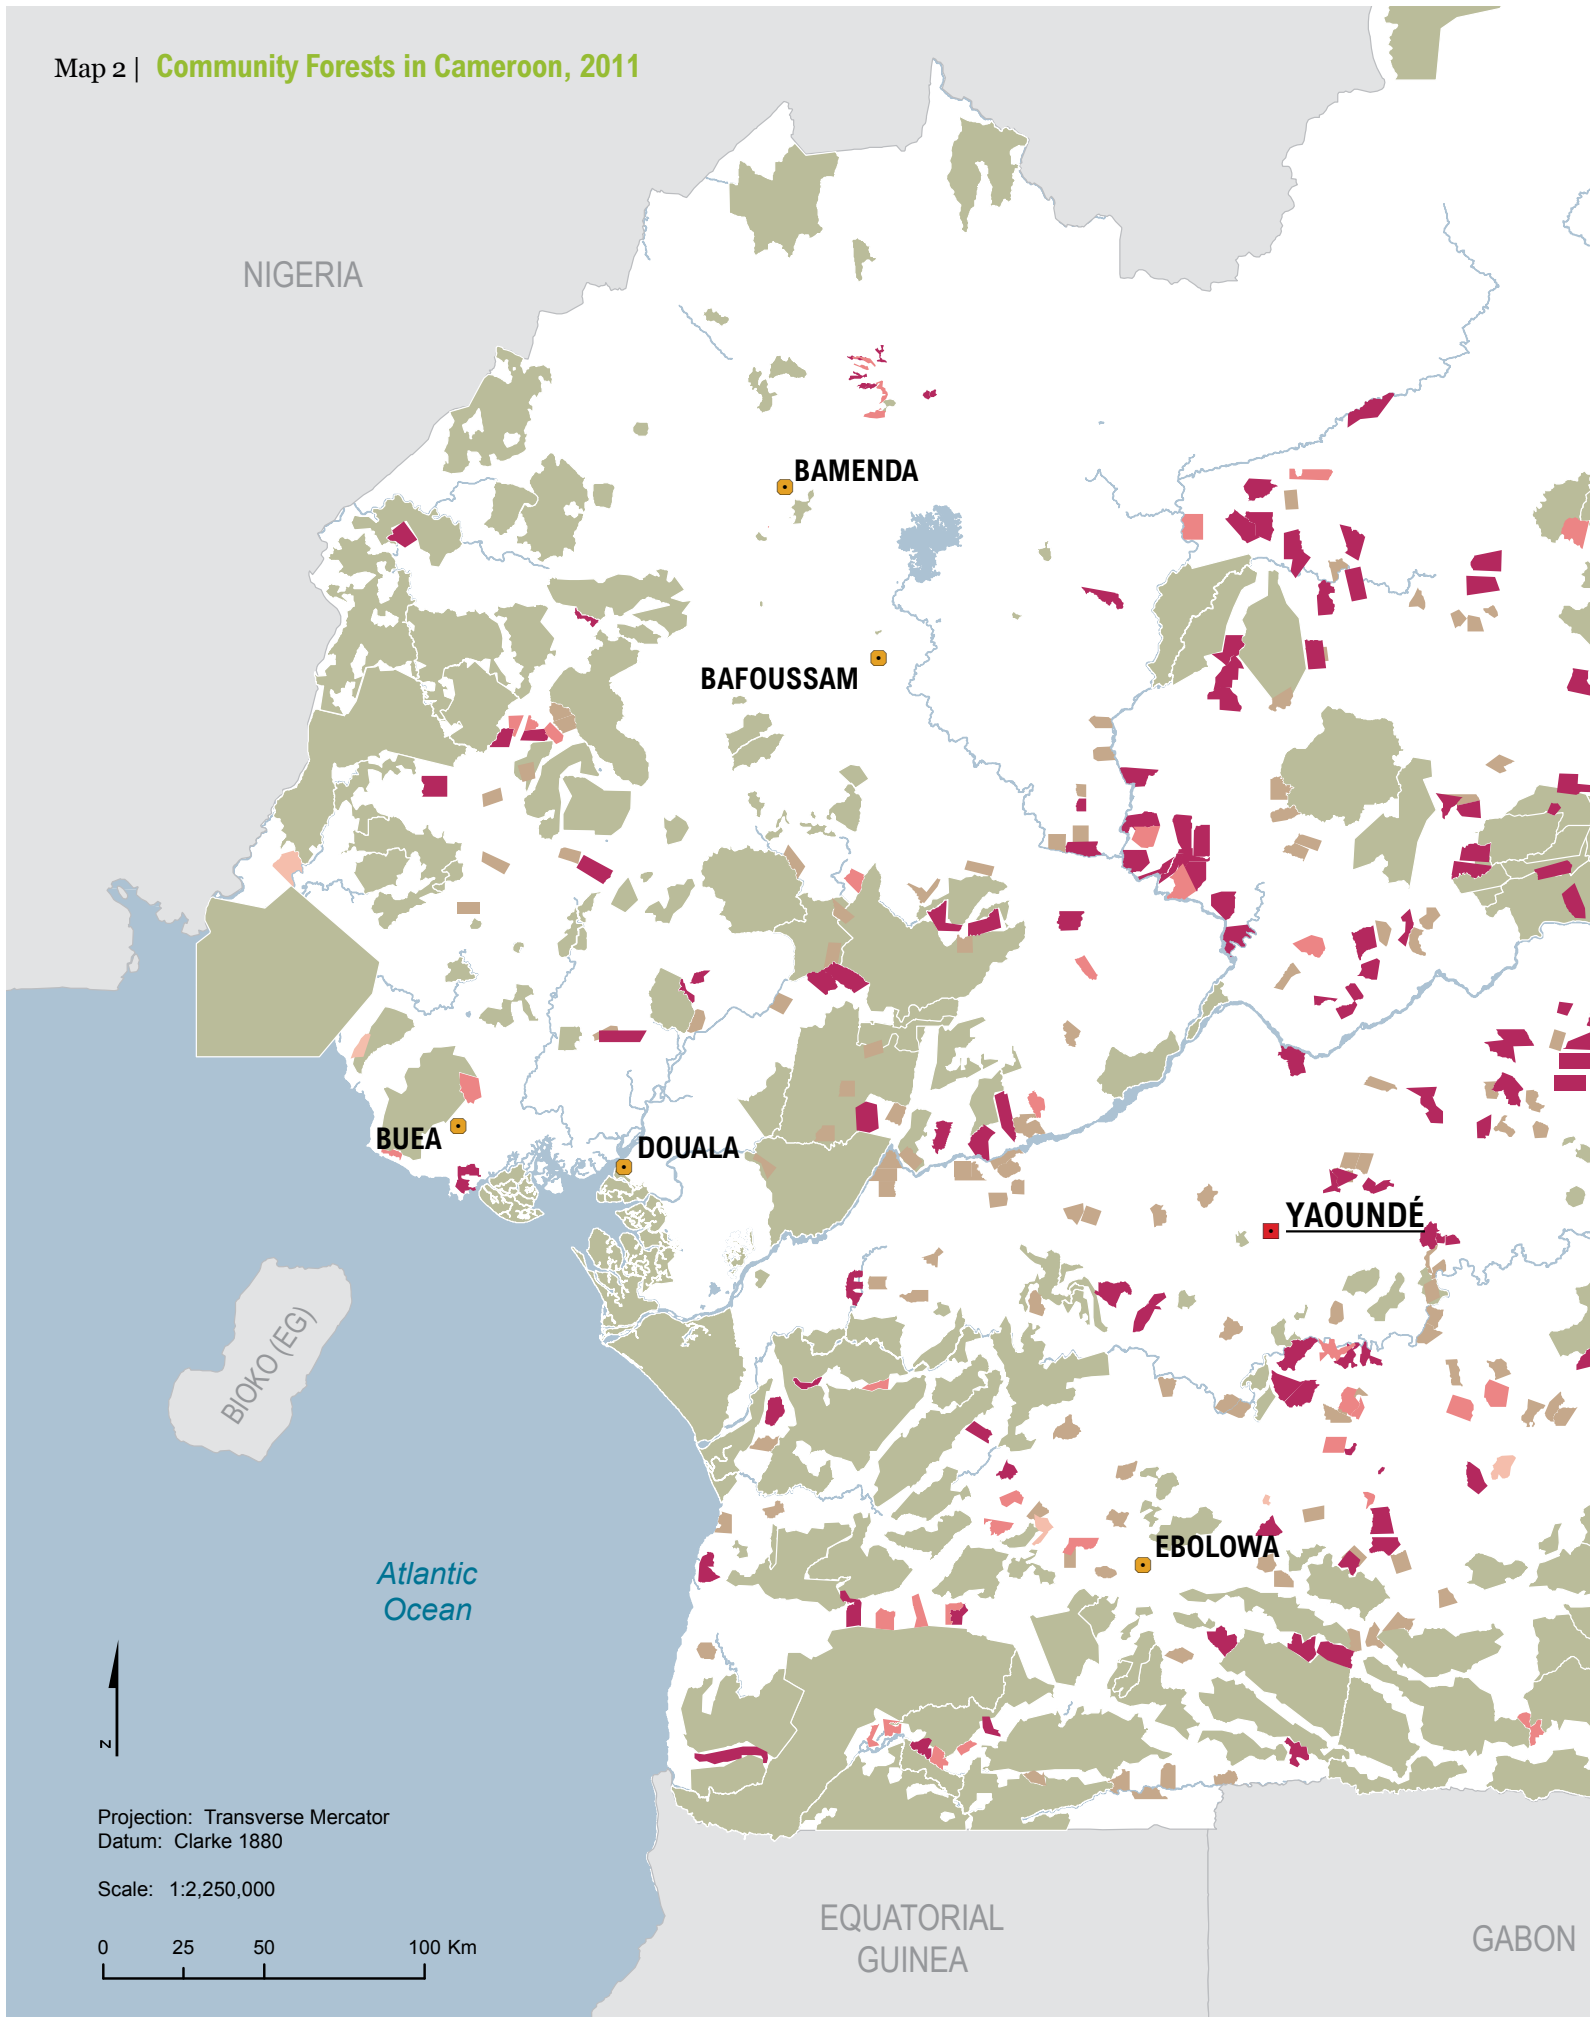 Map 2 | Community Forests in Cameroon, 2011
NIGERIA
BAMENDA
BAFOUSSAM
BUEA
DOUALA
YAOUNDÉ
BIOKO (EG)
EBOLOWA
Atlantic
Ocean
N
Projection: Transverse Mercator
Datum: Clarke 1880
Scale: 1:2,250,000
0 25 50 100 Km
EQUATORIAL
GUINEA
GABON